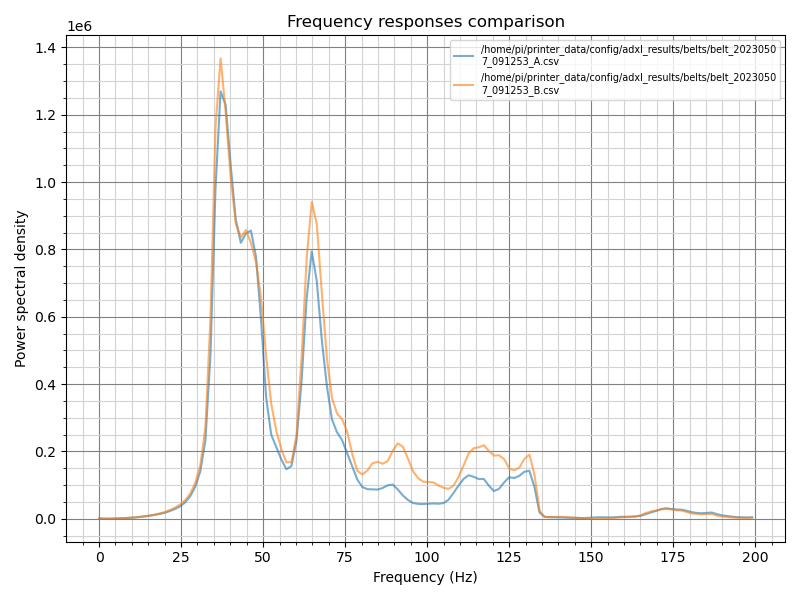 Frequency responses comparison
1e6
/home/pi/printer_data/config/adxl_results/belts/belt_2023050
7_091253_A.csv
/home/pi/printer_data/config/adxl_results/belts/belt_2023050
7_091253_B.csv
1.4
1.2
1.0
0.8
0.6
0.4
0.2
0.0
Power spectral density
0 25 50 75 100 125 150 175 200
Frequency (Hz)